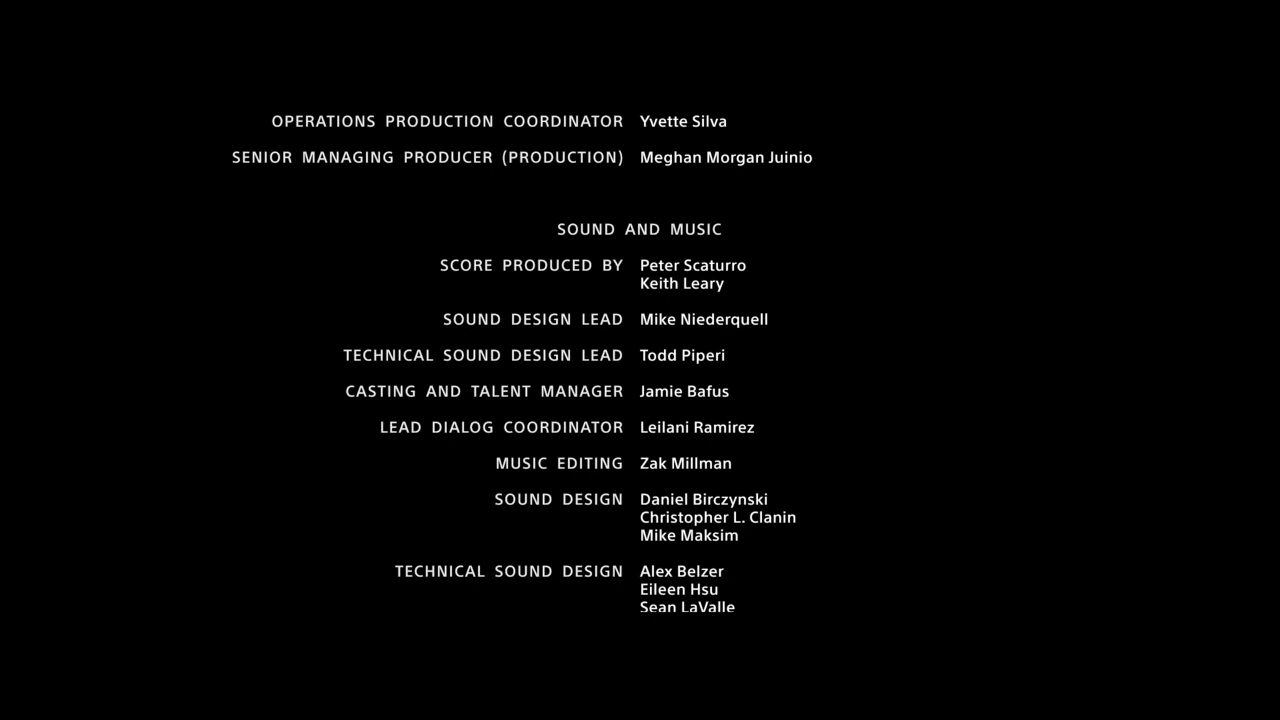 OPERATIONS PRODUCTION COORDINATOR Yvette Silva
SENIOR MANAGING PRODUCER (PRODUCTION) Meghan Morgan Juinio
SOUND AND MUSIC
SCORE PRODUCED BY Peter Scaturro
Keith Leary
SOUND DESIGN LEAD Mike Niederquell
TECHNICAL SOUND DESIGN LEAD Todd Piperi
CASTING AND TALENT MANAGER Jamie Bafus
LEAD DIALOG COORDINATOR Leilani Ramirez
MUSIC EDITING Zak Millman
SOUND DESIGN Daniel Birczynski
Christopher L. Clanin
Mike Maksim
TECHNICAL SOUND DESIGN Alex Belzer
Eileen Hsu
Sean LaValle